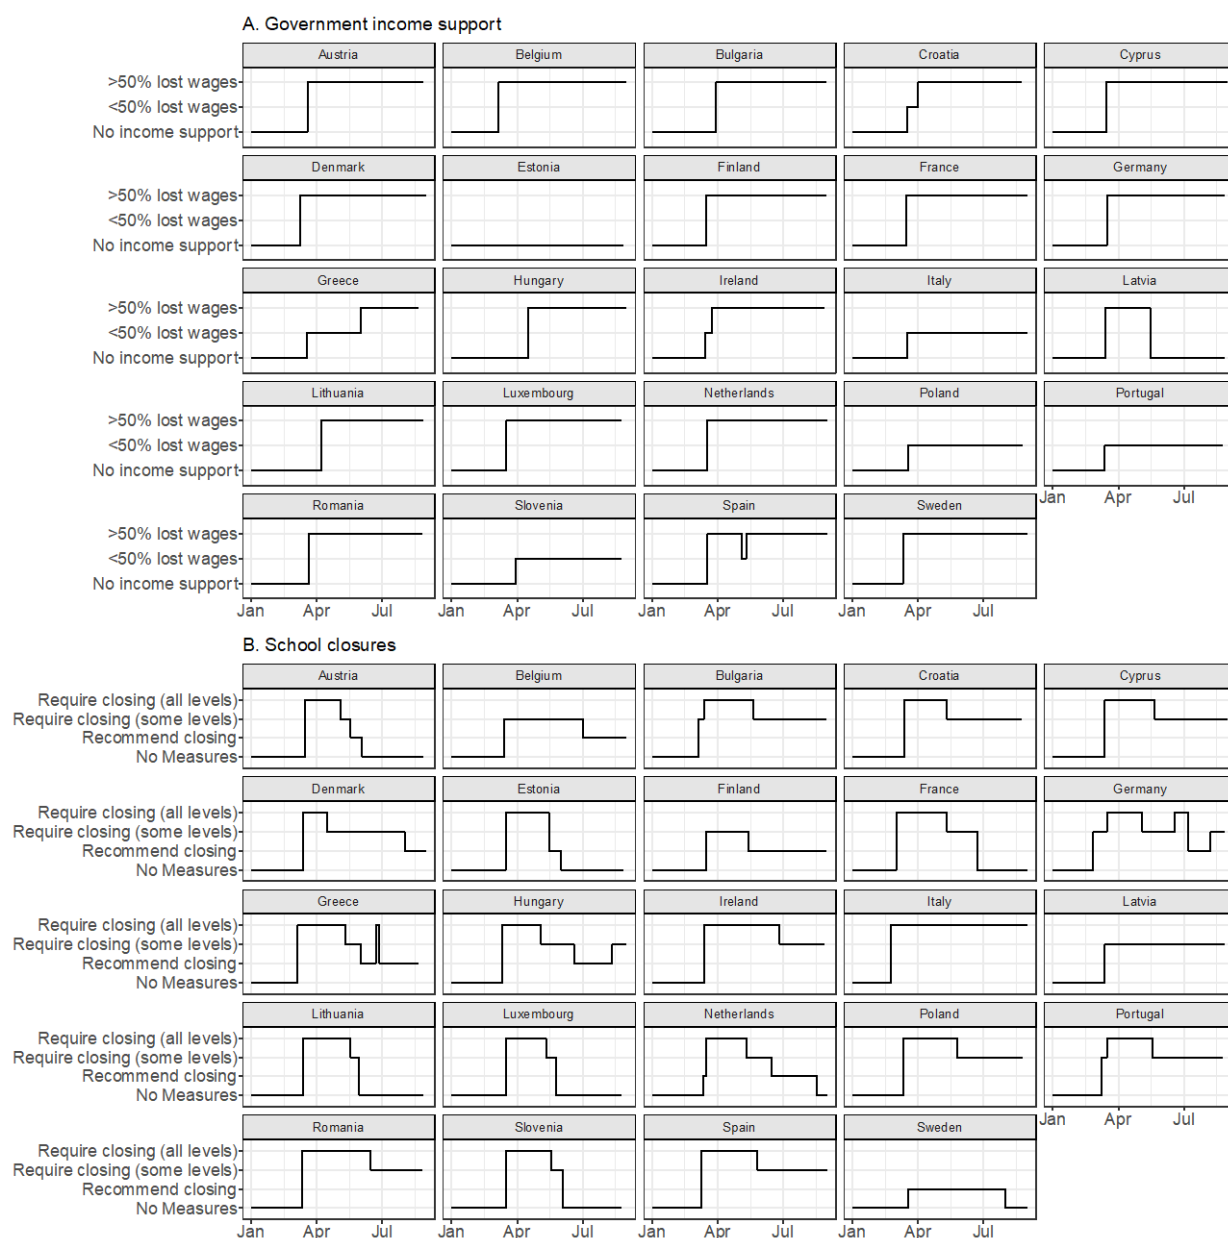 A. Government income support
Austria Belgium Bulgaria Croatia Cyprus
>50% lost wages
<50% lost wages
No income support
Denmark Estonia Finland France Germany
>50% lost wages
<50% lost wages
No income support
Greece Hungary Ireland Italy Latvia
>50% lost wages
<50% lost wages
No income support
Lithuania Luxembourg Netherlands Poland Portugal
>50% lost wages
<50% lost wages
No income support
Jan Apr Jul
Romania Slovenia Spain Sweden
>50% lost wages
<50% lost wages
No income support
Jan Apr Jul Jan Apr Jul Jan Apr Jul Jan Apr Jul
B. School closures
Austria Belgium Bulgaria Croatia Cyprus
Require closing (all levels)
Require closing (some levels)
Recommend closing
No Measures
Denmark Estonia Finland France Germany
Require closing (all levels)
Require closing (some levels)
Recommend closing
No Measures
Greece Hungary Ireland Italy Latvia
Require closing (all levels)
Require closing (some levels)
Recommend closing
No Measures
Lithuania Luxembourg Netherlands Poland Portugal
Require closing (all levels)
Require closing (some levels)
Recommend closing
No Measures
Jan Apr Jul
Romania Slovenia Spain Sweden
Require closing (all levels)
Require closing (some levels)
Recommend closing
No Measures
Jan Apr Jul Jan Apr Jul Jan Apr Jul Jan Apr Jul